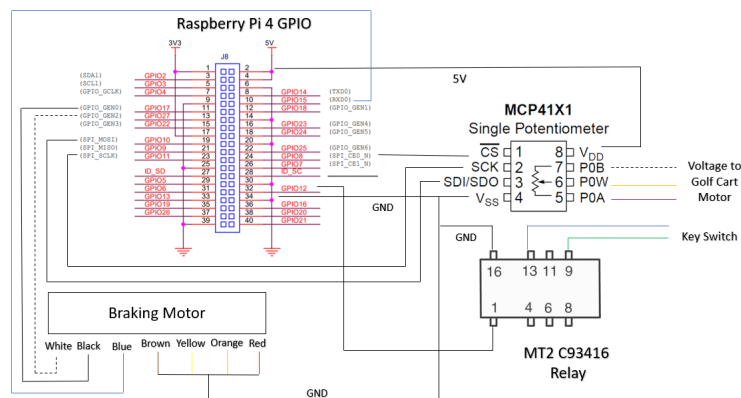 Raspberry Pi 4 GPIO
3V3 5V
J8
1 2
(SDA1) GPIO2 3 4
(SCL1) GPIO3 5 6
(GPIO_GCLK) GPIO4 7 8 GPIO14 (TXD0)
9 10 GPIO15 (RXD0)
(GPIO_GEN0) GPIO17 11 12 GPIO18 (GPIO_GEN1)
(GPIO_GEN2) GPIO27 13 14
(GPIO_GEN3) GPIO22 15 16 GPIO23 (GPIO_GEN4)
17 18 GPIO24 (GPIO_GEN5)
(SPI_MOSI) GPIO10 19 20
(SPI_MISO) GPIO9 21 22 GPIO25 (GPIO_GEN6)
(SPI_SCLK) GPIO11 23 24 GPIO8 (SPI_CE0_N)
25 26 GPIO7 (SPI_CE1_N)
ID_SD 27 28 ID_SC
GPIO5 29 30
GPIO6 31 32 GPIO12
GPIO13 33 34
GPIO19 35 36 GPIO16
GPIO26 37 38 GPIO20
39 40 GPIO21
5V
MCP41X1
Single Potentiometer
CS 1 8 VDD
SCK 2 7 P0B
SDI/SDO 3 6 P0W
VSS 4 5 P0A
Voltage to
Golf Cart
Motor
GND
GND
Key Switch
16 13 11 9
1 4 6 8
MT2 C93416
Relay
Braking Motor
White Black Blue Brown Yellow Orange Red
GND